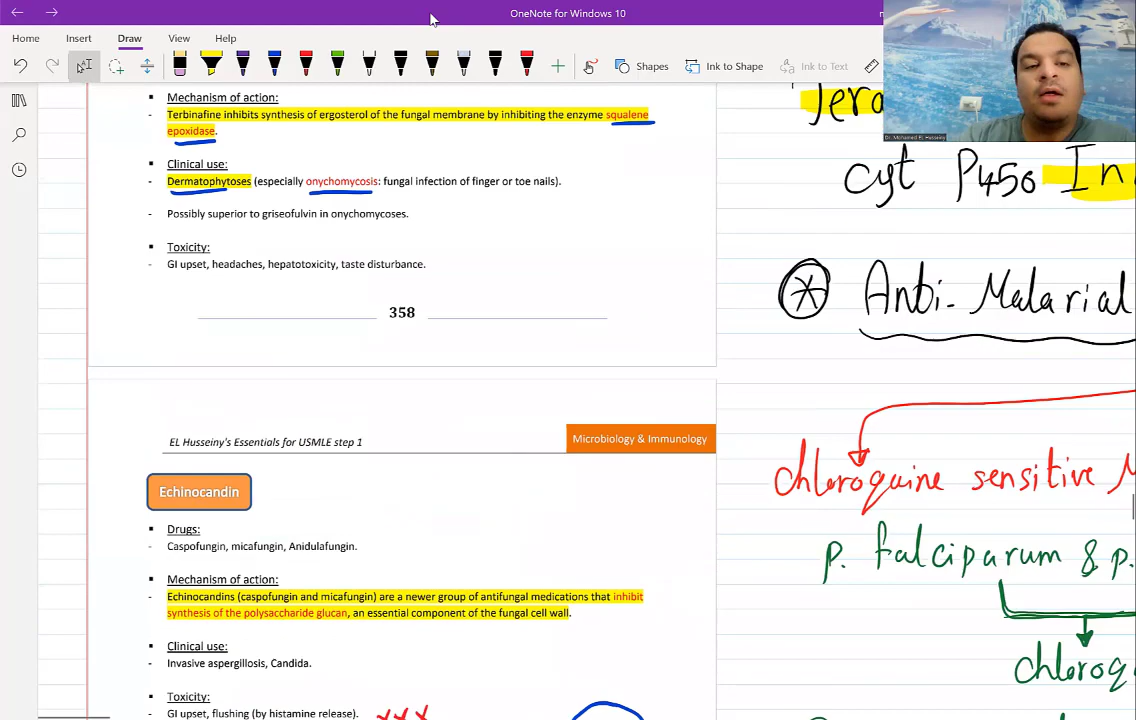 OneNote for Windows 10
Home Insert Draw View Help
Shapes Ink to Shape Ink to Text
Dr. Mohamed EL Husseiny
▪ Mechanism of action:
- Terbinafine inhibits synthesis of ergosterol of the fungal membrane by inhibiting the enzyme squalene
epoxidase.
▪ Clinical use:
- Dermatophytoses (especially onychomycosis: fungal infection of finger or toe nails).
- Possibly superior to griseofulvin in onychomycoses.
▪ Toxicity:
- GI upset, headaches, hepatotoxicity, taste disturbance.
358
EL Husseiny's Essentials for USMLE step 1
Microbiology & Immunology
Echinocandin
▪ Drugs:
- Caspofungin, micafungin, Anidulafungin.
▪ Mechanism of action:
- Echinocandins (caspofungin and micafungin) are a newer group of antifungal medications that inhibit
synthesis of the polysaccharide glucan, an essential component of the fungal cell wall.
▪ Clinical use:
- Invasive aspergillosis, Candida.
▪ Toxicity:
- GI upset, flushing (by histamine release).
cyt P450 In
Anti-Malarial
chloroquine sensitive M
p. falciparum & p.
chloroq